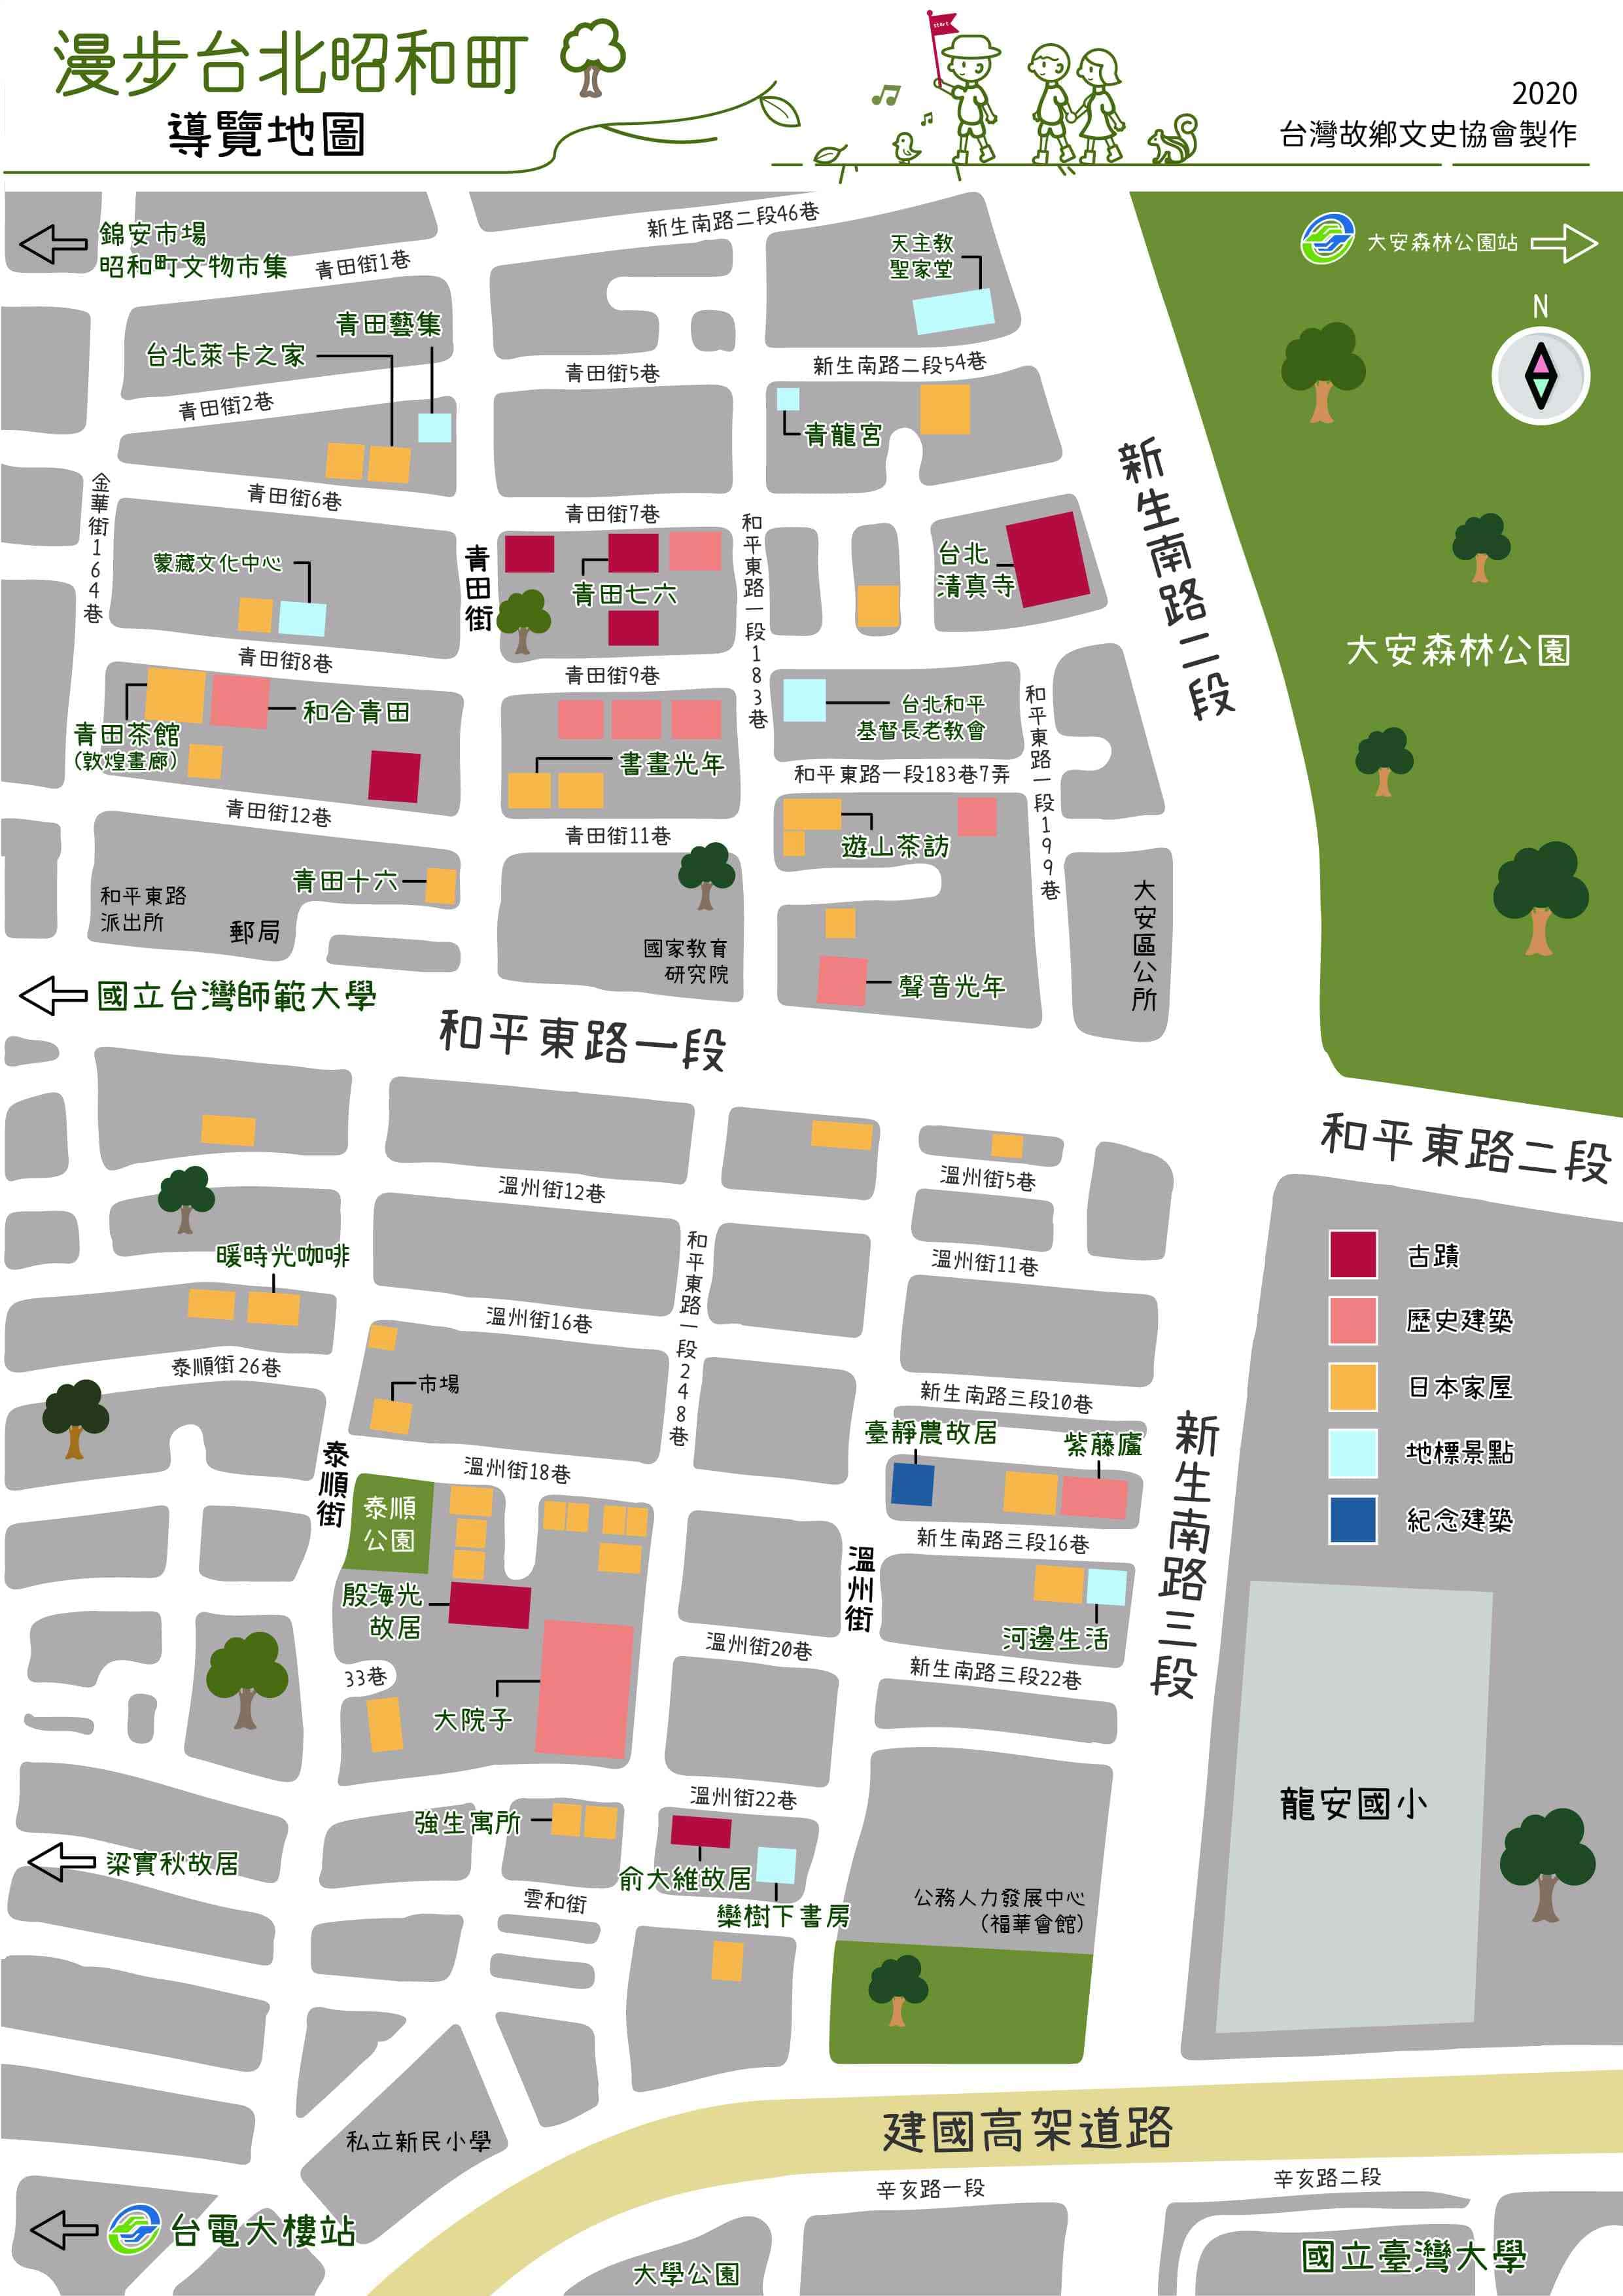 漫步台北昭和町
導覽地圖
start
2020
台灣故鄉文史協會製作
錦安市場
昭和町文物市集
青田街1巷
新生南路二段46巷
天主教
聖家堂
大安森林公園站
N
青田藝集
台北萊卡之家
青田街5巷
新生南路二段54巷
青田街2巷
青龍宮
新生南路二段
金華街164巷
青田街6巷
青田街7巷
和平東路一段183巷
青田街
蒙藏文化中心
青田七六
台北
清真寺
大安森林公園
青田街8巷
青田街9巷
和合青田
青田茶館
(敦煌畫廊)
台北和平
基督長老教會
和平東路一段199巷
書畫光年
和平東路一段183巷7弄
青田街12巷
青田街11巷
遊山茶訪
青田十六
和平東路
派出所
郵局
國家教育
研究院
大安區公所
聲音光年
國立台灣師範大學
和平東路一段
和平東路二段
溫州街12巷
溫州街5巷
暖時光咖啡
和平東路一段248巷
溫州街11巷
古蹟
歷史建築
日本家屋
地標景點
紀念建築
溫州街16巷
泰順街26巷
市場
新生南路三段10巷
臺靜農故居
紫藤廬
新生南路三段
泰順街
溫州街18巷
泰順
公園
新生南路三段16巷
溫州街
殷海光
故居
河邊生活
溫州街20巷
33巷
新生南路三段22巷
大院子
溫州街22巷
龍安國小
強生寓所
梁實秋故居
俞大維故居
雲和街
欒樹下書房
公務人力發展中心
(福華會館)
私立新民小學
建國高架道路
辛亥路一段
辛亥路二段
台電大樓站
大學公園
國立臺灣大學